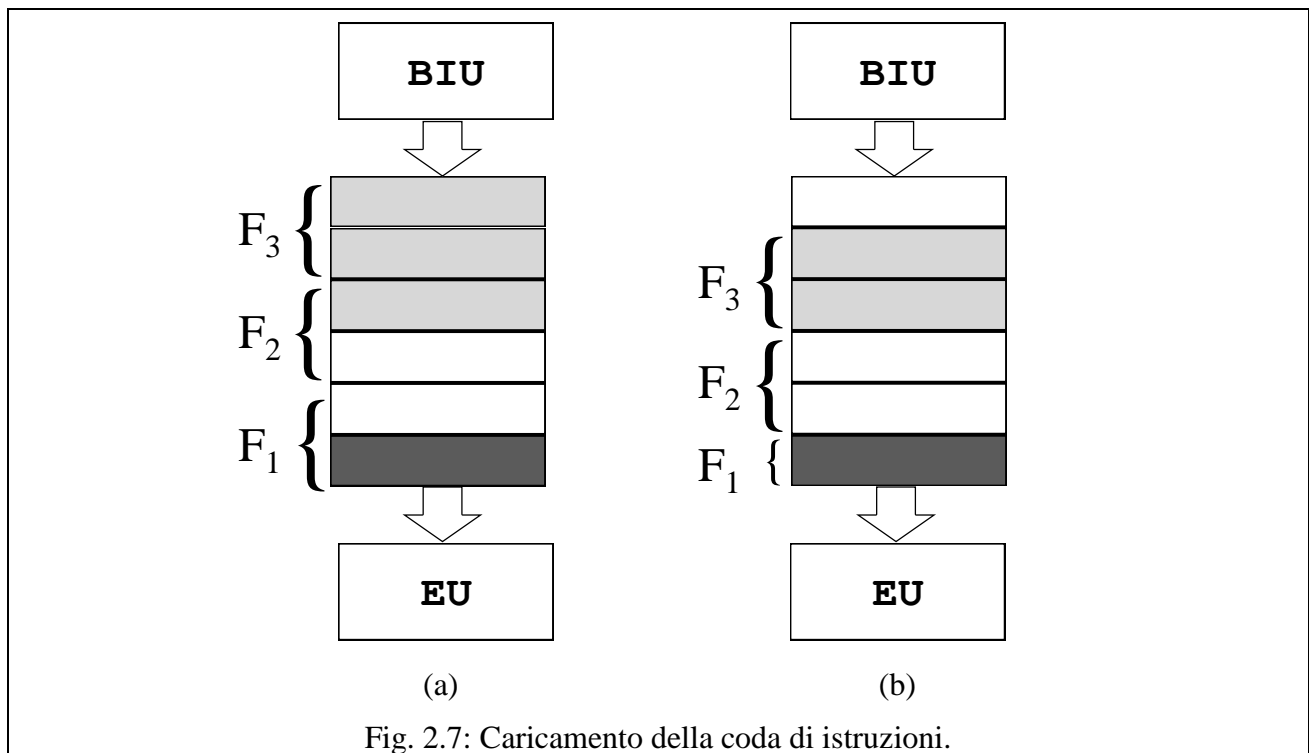 BIU BIU
F3 {
F3 {
F2 {
F2 {
F1 {
F1 {
EU EU
(a) (b)
Fig. 2.7: Caricamento della coda di istruzioni.